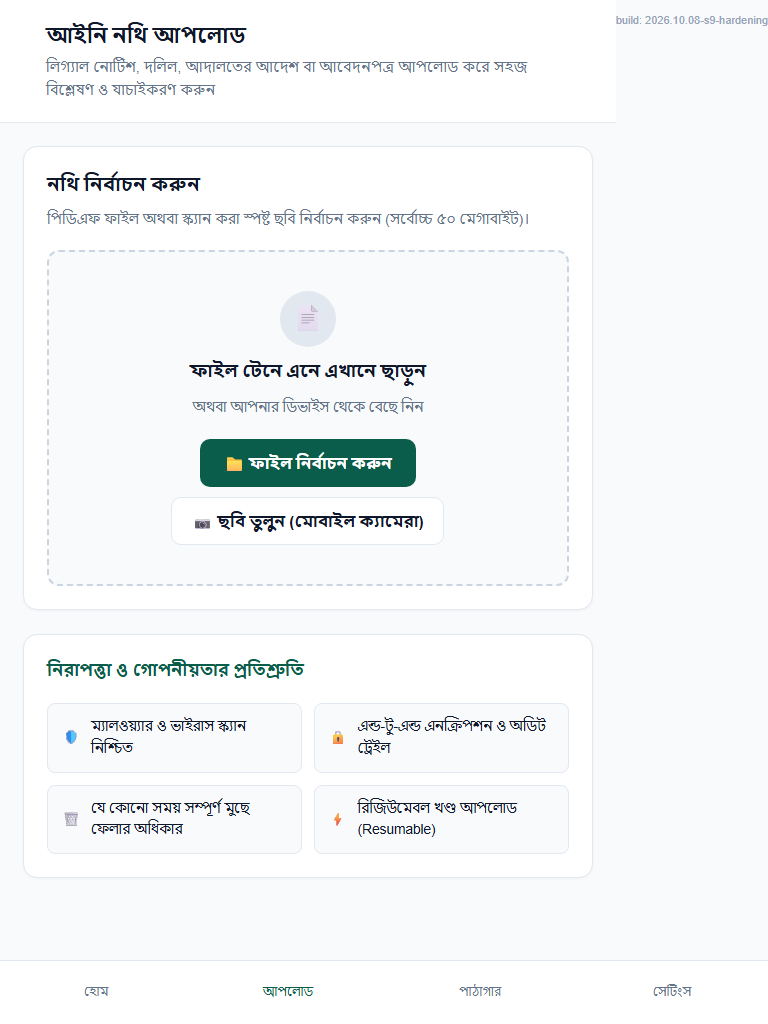 আইনি নথি আপলোড
build: 2026.10.08-s9-hardening
লিগ্যাল নোটিশ, দলিল, আদালতের আদেশ বা আবেদনপত্র আপলোড করে সহজ
বিশ্লেষণ ও যাচাইকরণ করুন
নথি নির্বাচন করুন
পিডিএফ ফাইল অথবা স্ক্যান করা স্পষ্ট ছবি নির্বাচন করুন (সর্বোচ্চ ৫০ মেগাবাইট)।
ফাইল টেনে এনে এখানে ছাড়ুন
অথবা আপনার ডিভাইস থেকে বেছে নিন
ফাইল নির্বাচন করুন
ছবি তুলুন (মোবাইল ক্যামেরা)
নিরাপত্তা ও গোপনীয়তার প্রতিশ্রুতি
ম্যালওয়্যার ও ভাইরাস স্ক্যান
নিশ্চিত
এন্ড-টু-এন্ড এনক্রিপশন ও অডিট
ট্রেইল
যে কোনো সময় সম্পূর্ণ মুছে
ফেলার অধিকার
রিজিউমেবল খণ্ড আপলোড
(Resumable)
হোম
আপলোড
পাঠাগার
সেটিংস